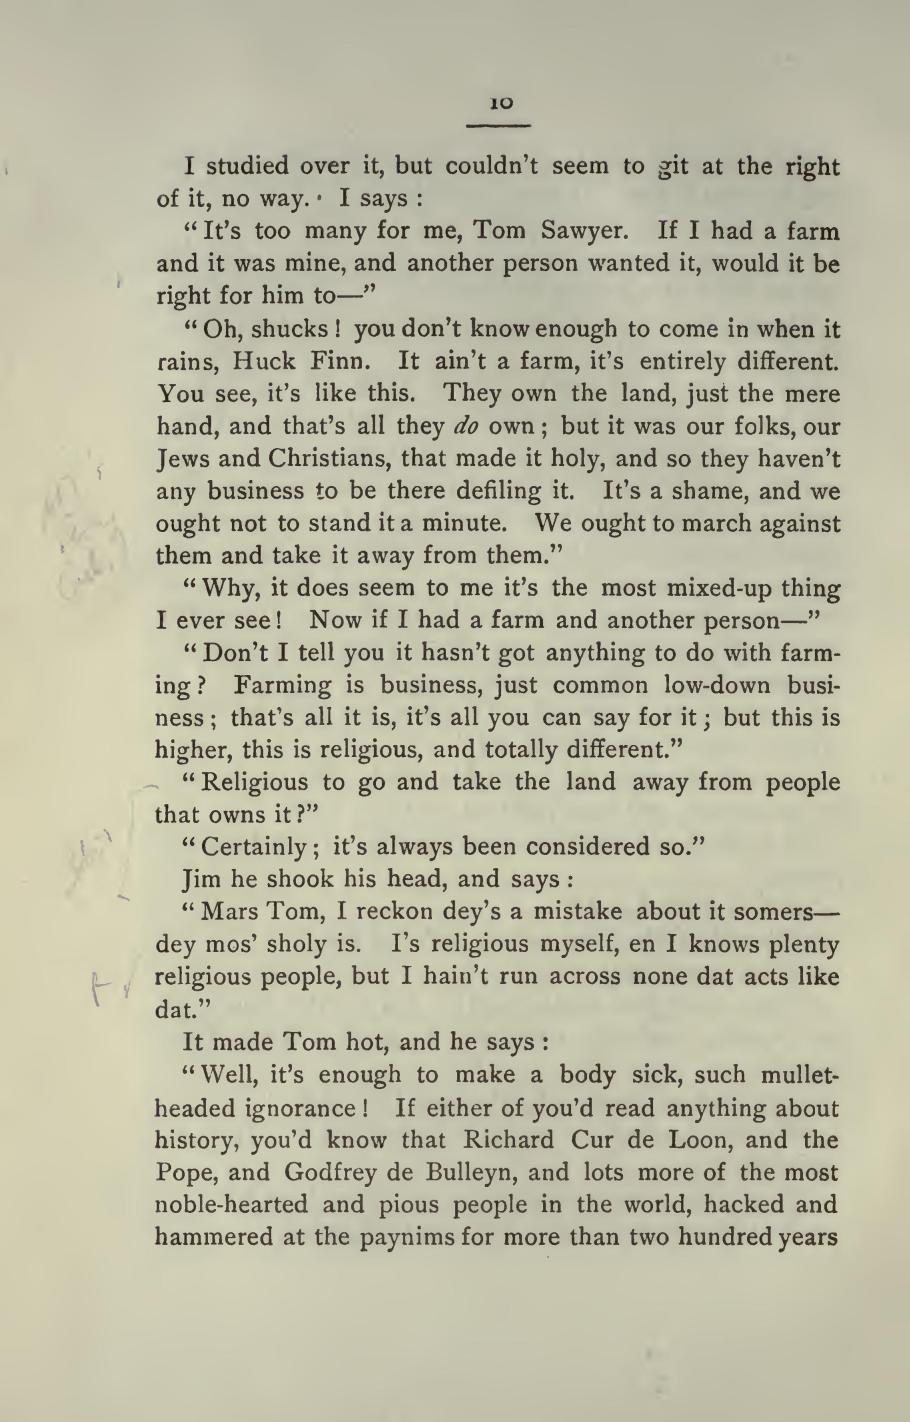 10
I studied over it, but couldn't seem to git at the right
of it, no way. · I says :
“ It's too many for me, Tom Sawyer. If I had a farm
and it was mine, and another person wanted it, would it be
right for him to—”
“ Oh, shucks ! you don't know enough to come in when it
rains, Huck Finn. It ain't a farm, it's entirely different.
You see, it's like this. They own the land, just the mere
hand, and that's all they do own ; but it was our folks, our
Jews and Christians, that made it holy, and so they haven't
any business to be there defiling it. It's a shame, and we
ought not to stand it a minute. We ought to march against
them and take it away from them.”
“ Why, it does seem to me it's the most mixed-up thing
I ever see ! Now if I had a farm and another person—”
“ Don't I tell you it hasn't got anything to do with farm-
ing ? Farming is business, just common low-down busi-
ness ; that's all it is, it's all you can say for it ; but this is
higher, this is religious, and totally different.”
“ Religious to go and take the land away from people
that owns it ?”
“ Certainly ; it's always been considered so.”
Jim he shook his head, and says :
“ Mars Tom, I reckon dey's a mistake about it somers—
dey mos' sholy is. I's religious myself, en I knows plenty
religious people, but I hain't run across none dat acts like
dat.”
It made Tom hot, and he says :
“ Well, it's enough to make a body sick, such mullet-
headed ignorance ! If either of you'd read anything about
history, you'd know that Richard Cur de Loon, and the
Pope, and Godfrey de Bulleyn, and lots more of the most
noble-hearted and pious people in the world, hacked and
hammered at the paynims for more than two hundred years